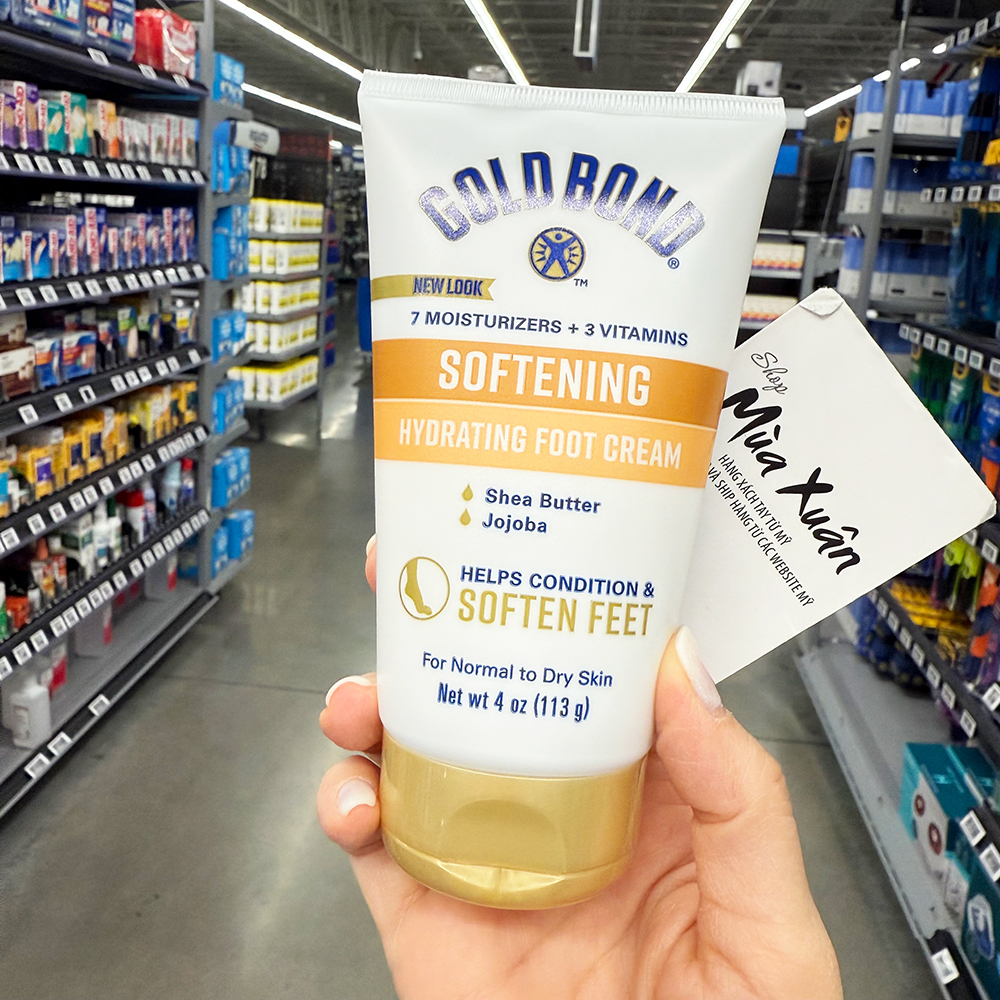 GOLD BOND®
TM
NEW LOOK
7 MOISTURIZERS + 3 VITAMINS
SOFTENING
HYDRATING FOOT CREAM
Shea Butter
Jojoba
HELPS CONDITION &
SOFTEN FEET
For Normal to Dry Skin
Net wt 4 oz (113 g)
Shop
Mùa Xuân
HÀNG XÁCH TAY TỪ MỸ
VÀ SHIP HÀNG TỪ CÁC WEBSITE MỸ